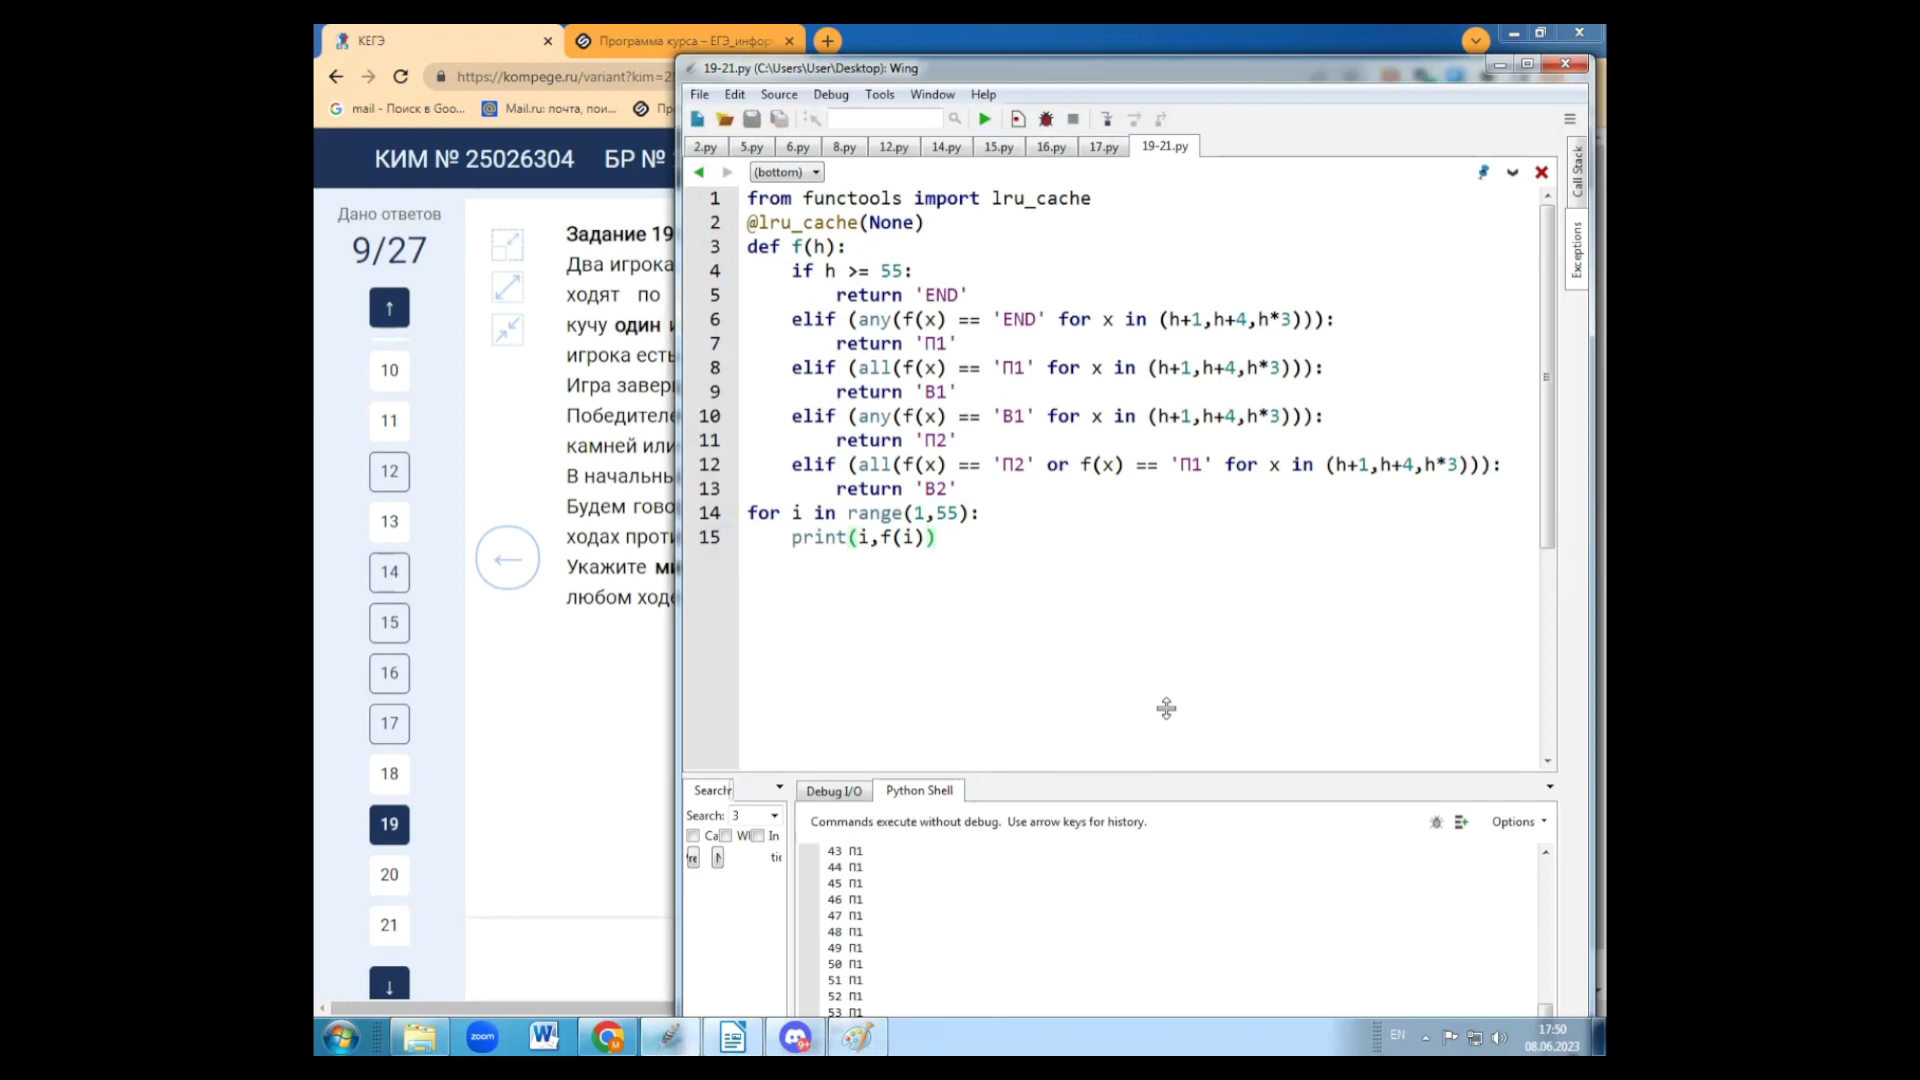 КЕГЭ
Программа курса – ЕГЭ_инфор
https://kompege.ru/variant?kim=2
mail - Поиск в Goo...
Mail.ru: почта, пои...
КИМ № 25026304 БР №
Дано ответов
9/27
↑
10
11
12
13
14
15
16
17
18
19
20
21
↓
←
Задание 19
Два игрока
ходят по
кучу один
игрока есть
Игра
Победител
камней или
В
Будем
ходах
Укажите
любом
19-21.py (C:\Users\User\Desktop): Wing
File Edit Source Debug Tools Window Help
2.py 5.py 6.py 8.py 12.py 14.py 15.py 16.py 17.py 19-21.py
(bottom)
1 from functools import lru_cache
2 @lru_cache(None)
3 def f(h):
4 if h >= 55:
5 return 'END'
6 elif (any(f(x) == 'END' for x in (h+1,h+4,h*3))):
7 return 'П1'
8 elif (all(f(x) == 'П1' for x in (h+1,h+4,h*3))):
9 return 'В1'
10 elif (any(f(x) == 'В1' for x in (h+1,h+4,h*3))):
11 return 'П2'
12 elif (all(f(x) == 'П2' or f(x) == 'П1' for x in (h+1,h+4,h*3))):
13 return 'В2'
14 for i in range(1,55):
15 print(i,f(i))
Call Stack
Exceptions
Search
Search: 3
Ca In
Debug I/O Python Shell
Commands execute without debug. Use arrow keys for history.
Options
43 П1
44 П1
45 П1
46 П1
47 П1
48 П1
49 П1
50 П1
51 П1
52 П1
53 П1
zoom
EN
17:50
08.06.2023